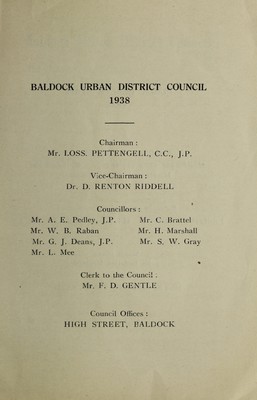 BALDOCK URBAN DISTRICT COUNCIL
1938
Chairman :
Mr. LOSS. PETTENGELL, C.C., J.P.
Vice-Chairman :
Dr. D. RENTON RIDDELL
Councillors :
Mr. A. E. Pedley, J.P. Mr. C. Brattel
Mr. W. B. Raban Mr. H. Marshall
Mr. G. J. Deans, J.P. Mr. S. W. Gray
Mr. L. Mee
Clerk to the Council.
Mr. F. D. GENTLE
Council Offices :
HIGH STREET, BALDOCK